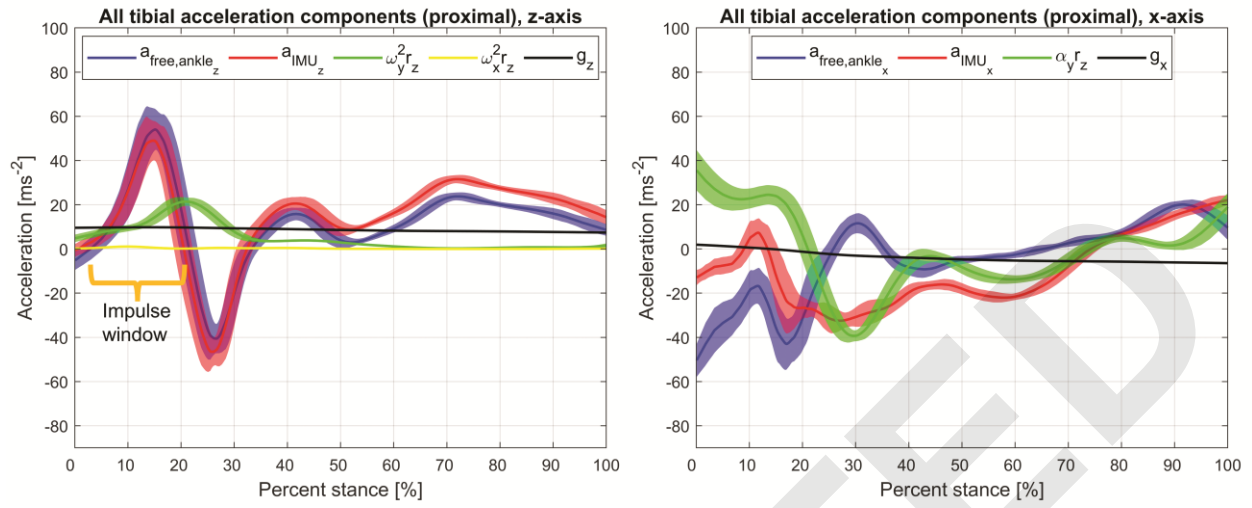 All tibial acceleration components (proximal), z-axis
a_free,ankle_z a_IMU_z ω_y^2 r_z ω_x^2 r_z g_z
100
80
60
40
20
0
-20
-40
-60
-80
Acceleration [ms^-2]
Impulse
window
0 10 20 30 40 50 60 70 80 90 100
Percent stance [%]
All tibial acceleration components (proximal), x-axis
a_free,ankle_x a_IMU_x α_y r_z g_x
100
80
60
40
20
0
-20
-40
-60
-80
Acceleration [ms^-2]
0 10 20 30 40 50 60 70 80 90 100
Percent stance [%]
TED